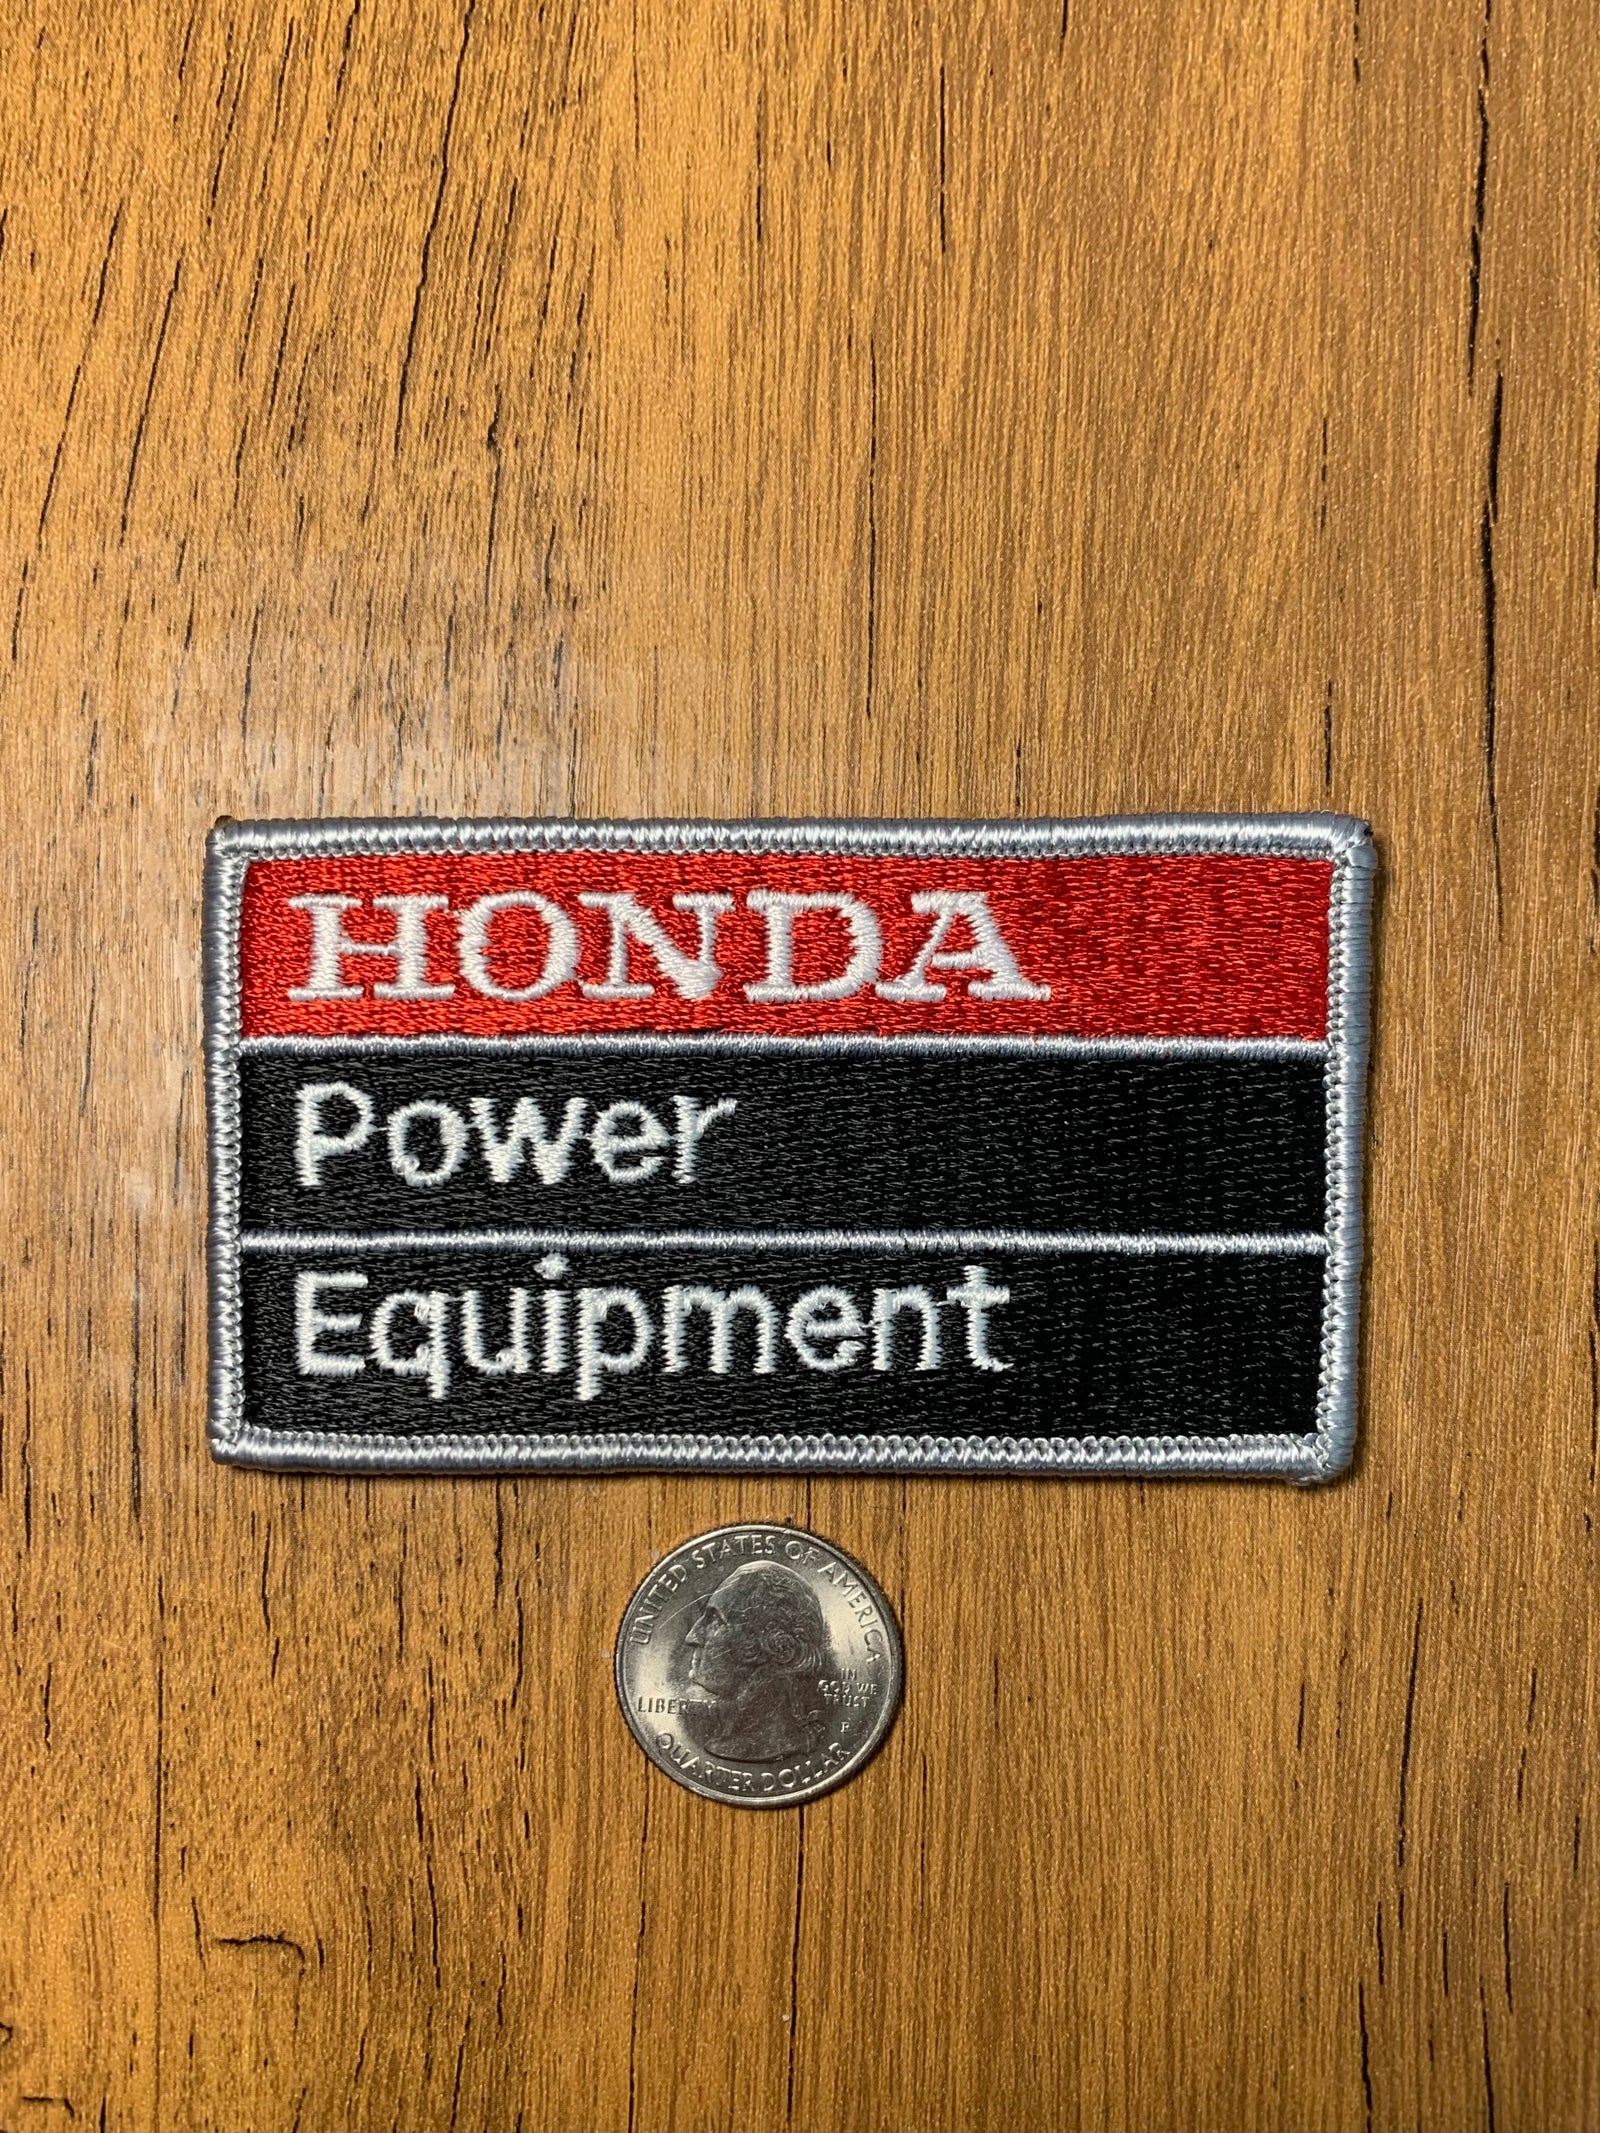 HONDA
Power
Equipment
UNITED STATES OF AMERICA
LIBERTY
IN
GOD WE
TRUST
P
QUARTER DOLLAR